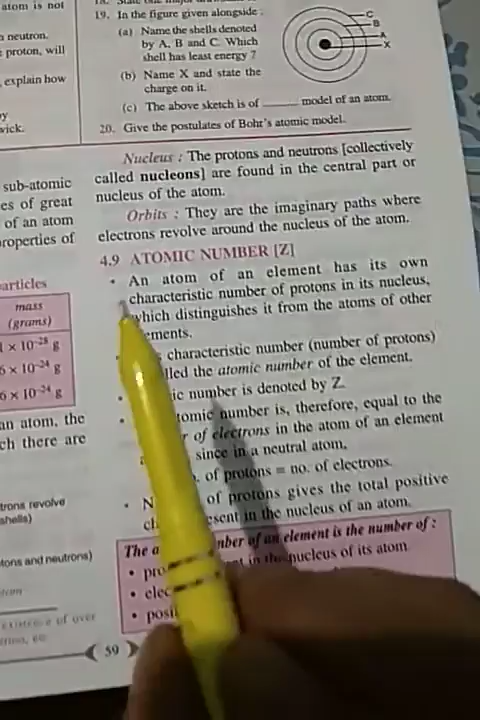 atom is not
neutron.
proton, will
explain how
wick.
sub-atomic
es of great
of an atom
roperties of
articles
mass
(grams)
an atom, the
ch there are
trons revolve
shells)
tons and neutrons)
19. In the figure given alongside :
(a) Name the shells denoted
by A, B and C. Which
shell has least energy ?
(b) Name X and state the
charge on it.
(c) The above sketch is of ______ model of an atom.
20. Give the postulates of Bohr's atomic model.
C
B
A
X
Nucleus : The protons and neutrons [collectively
called nucleons] are found in the central part or
nucleus of the atom.
Orbits : They are the imaginary paths where
electrons revolve around the nucleus of the atom.
4.9 ATOMIC NUMBER [Z]
• An atom of an element has its own
characteristic number of protons in its nucleus,
which distinguishes it from the atoms of other
ements.
characteristic number (number of protons)
lled the atomic number of the element.
ic number is denoted by Z.
tomic number is, therefore, equal to the
r of electrons in the atom of an element
since in a neutral atom,
. of protons = no. of electrons.
• N of protons gives the total positive
ch esent in the nucleus of an atom.
The a mber of an element is the number of :
• pro nt in the nucleus of its atom
• elec
• posi
59